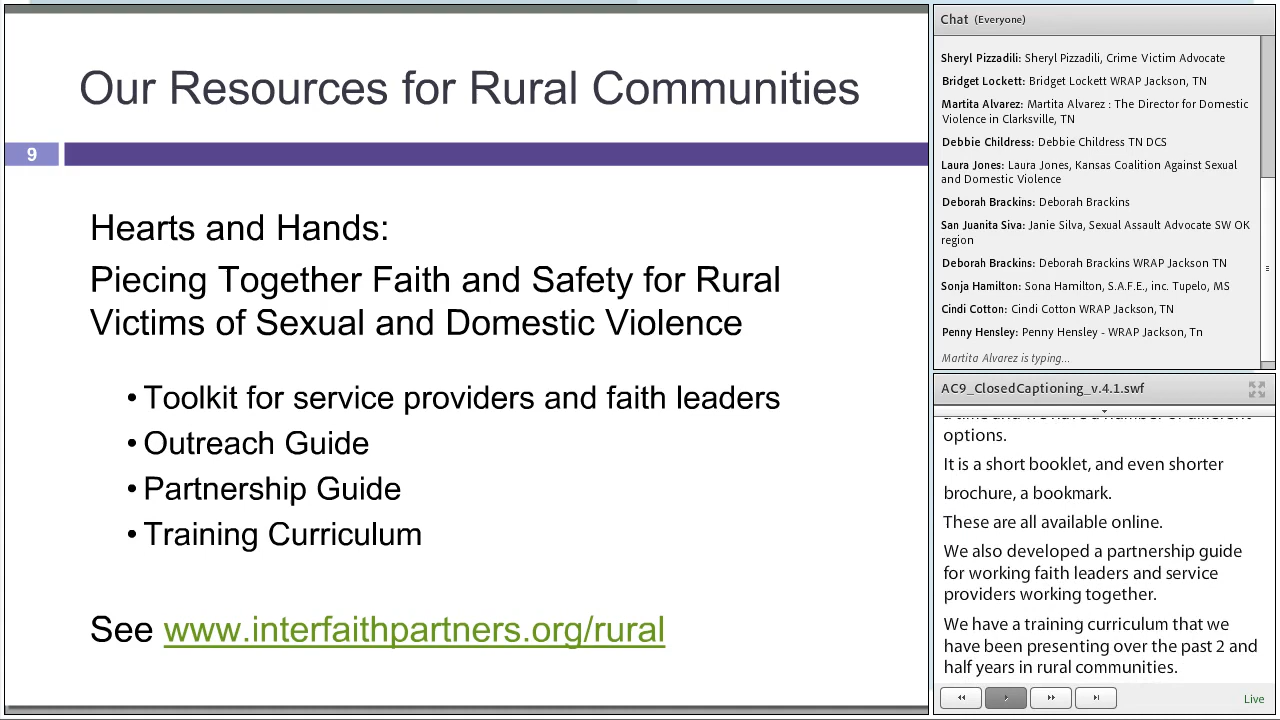 Our Resources for Rural Communities
9
Hearts and Hands:
Piecing Together Faith and Safety for Rural
Victims of Sexual and Domestic Violence
• Toolkit for service providers and faith leaders
• Outreach Guide
• Partnership Guide
• Training Curriculum
See www.interfaithpartners.org/rural
Chat (Everyone)
Sheryl Pizzadili: Sheryl Pizzadili, Crime Victim Advocate
Bridget Lockett: Bridget Lockett WRAP Jackson, TN
Martita Alvarez: Martita Alvarez : The Director for Domestic
Violence in Clarksville, TN
Debbie Childress: Debbie Childress TN DCS
Laura Jones: Laura Jones, Kansas Coalition Against Sexual
and Domestic Violence
Deborah Brackins: Deborah Brackins
San Juanita Siva: Janie Silva, Sexual Assault Advocate SW OK
region
Deborah Brackins: Deborah Brackins WRAP Jackson TN
Sonja Hamilton: Sona Hamilton, S.A.F.E., inc. Tupelo, MS
Cindi Cotton: Cindi Cotton WRAP Jackson, TN
Penny Hensley: Penny Hensley - WRAP Jackson, Tn
Martita Alvarez is typing...
AC9_ClosedCaptioning_v.4.1.swf
options.
It is a short booklet, and even shorter
brochure, a bookmark.
These are all available online.
We also developed a partnership guide
for working faith leaders and service
providers working together.
We have a training curriculum that we
have been presenting over the past 2 and
half years in rural communities.
Live